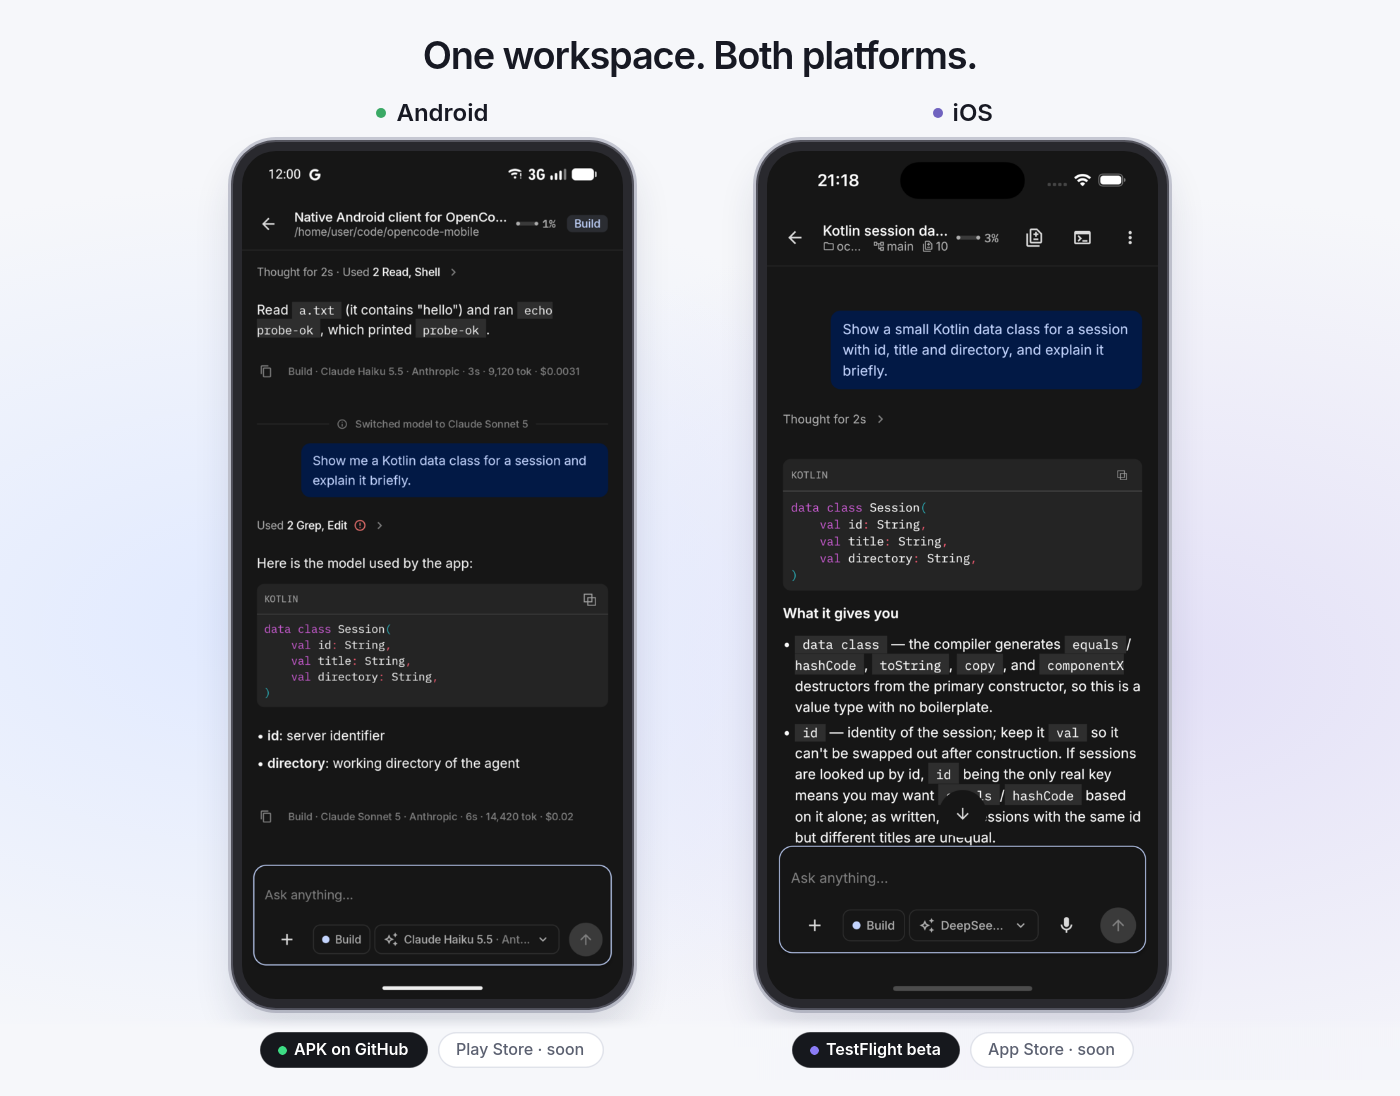 One workspace. Both platforms.
Android
12:00 G
3G
Native Android client for OpenCo...
1%
Build
/home/user/code/opencode-mobile
Thought for 2s · Used 2 Read, Shell
Read a.txt (it contains "hello") and ran echo
probe-ok, which printed probe-ok.
Build · Claude Haiku 5.5 · Anthropic · 3s · 9,120 tok · $0.0031
Switched model to Claude Sonnet 5
Show me a Kotlin data class for a session and
explain it briefly.
Used 2 Grep, Edit
Here is the model used by the app:
KOTLIN
data class Session(
val id: String,
val title: String,
val directory: String,
)
• id: server identifier
• directory: working directory of the agent
Build · Claude Sonnet 5 · Anthropic · 6s · 14,420 tok · $0.02
Ask anything...
Build
Claude Haiku 5.5 · Ant...
APK on GitHub
Play Store · soon
iOS
21:18
Kotlin session da...
3%
oc... main 10
Show a small Kotlin data class for a session
with id, title and directory, and explain it
briefly.
Thought for 2s
KOTLIN
data class Session(
val id: String,
val title: String,
val directory: String,
)
What it gives you
• data class — the compiler generates equals /
hashCode, toString, copy, and componentX
destructors from the primary constructor, so this is a
value type with no boilerplate.
• id — identity of the session; keep it val so it
can't be swapped out after construction. If sessions
are looked up by id, id being the only real key
means you may want / hashCode based
on it alone; as written, with the same id
but different titles are unequal.
Ask anything...
Build
DeepSee...
TestFlight beta
App Store · soon